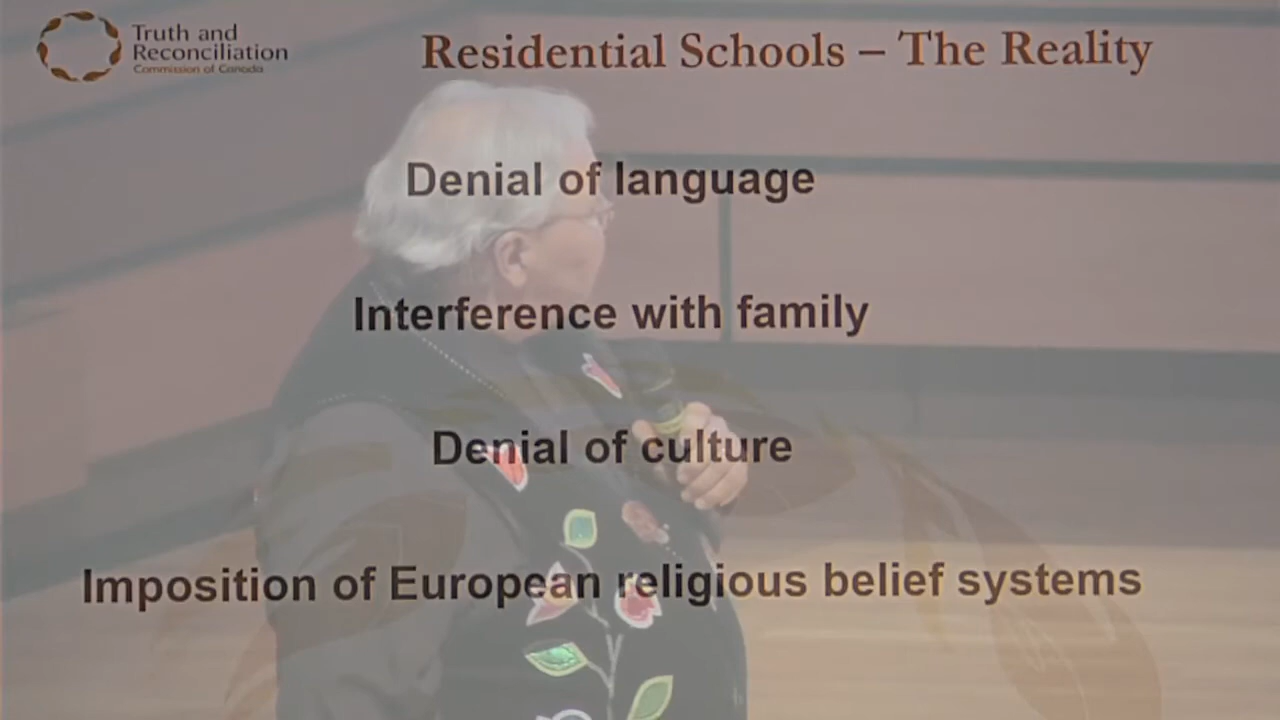 Truth and
Reconciliation
Commission of Canada
Residential Schools – The Reality
Denial of language
Interference with family
Denial of culture
Imposition of European religious belief systems